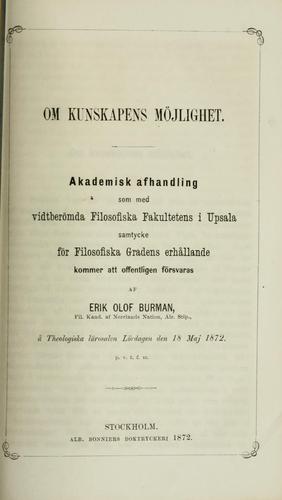 OM KUNSKAPENS MÖJLIGHET.
Akademisk afhandling
som med
vidtberömda Filosofiska Fakultetens i Upsala
samtycke
för Filosofiska Gradens erhållande
kommer att offentligen försvaras
AF
ERIK OLOF BURMAN,
Fil. Kand. af Norrlands Nation, Alr. Stip.,
å Theologiska lärosalen Lördagen den 18 Maj 1872.
p. v. t. f. m.
STOCKHOLM.
ALB. BONNIERS BOKTRYCKERI 1872.